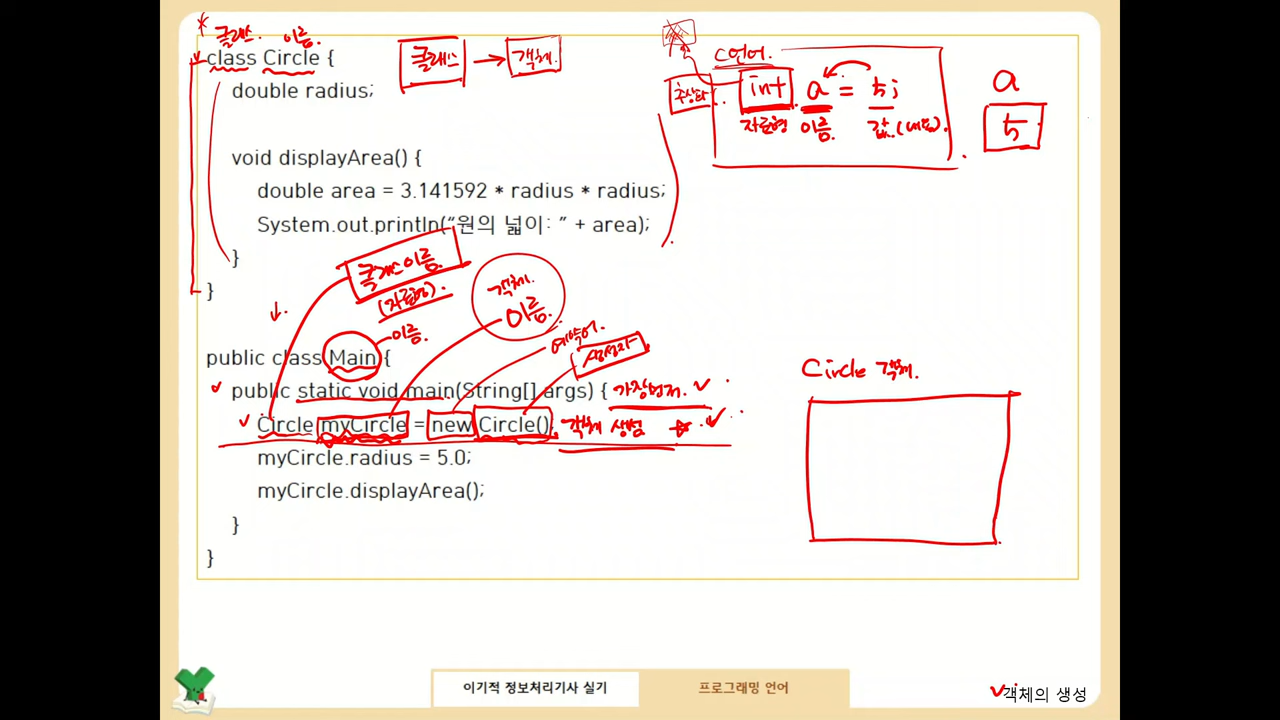 * 클래스. 이름.
class Circle {
클래스 → 객체.
double radius;
void displayArea() {
double area = 3.141592 * radius * radius;
System.out.println(“원의 넓이: ” + area);
}
}
C언어.
추상화
int a = 5;
자료형 이름. 값.
a
5
클래스이름.
(자료형).
객체.
이름.
예약어.
생성자
이름.
public class Main {
public static void main(String[] args) { 가장먼저.
Circle myCircle = new Circle(); 객체 생성
myCircle.radius = 5.0;
myCircle.displayArea();
}
}
Circle 객체.
이기적 정보처리기사 실기
프로그래밍 언어
객체의 생성